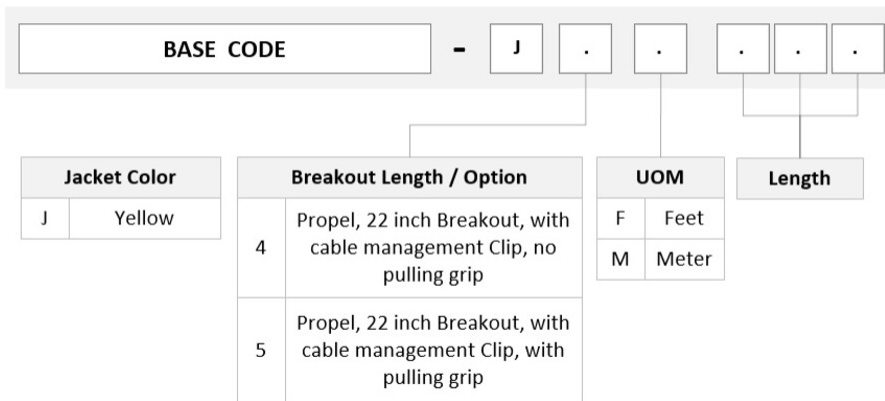 BASE CODE - J . . . . .
Jacket Color
J Yellow
Breakout Length / Option
4 Propel, 22 inch Breakout, with
cable management Clip, no
pulling grip
5 Propel, 22 inch Breakout, with
cable management Clip, with
pulling grip
UOM
F Feet
M Meter
Length